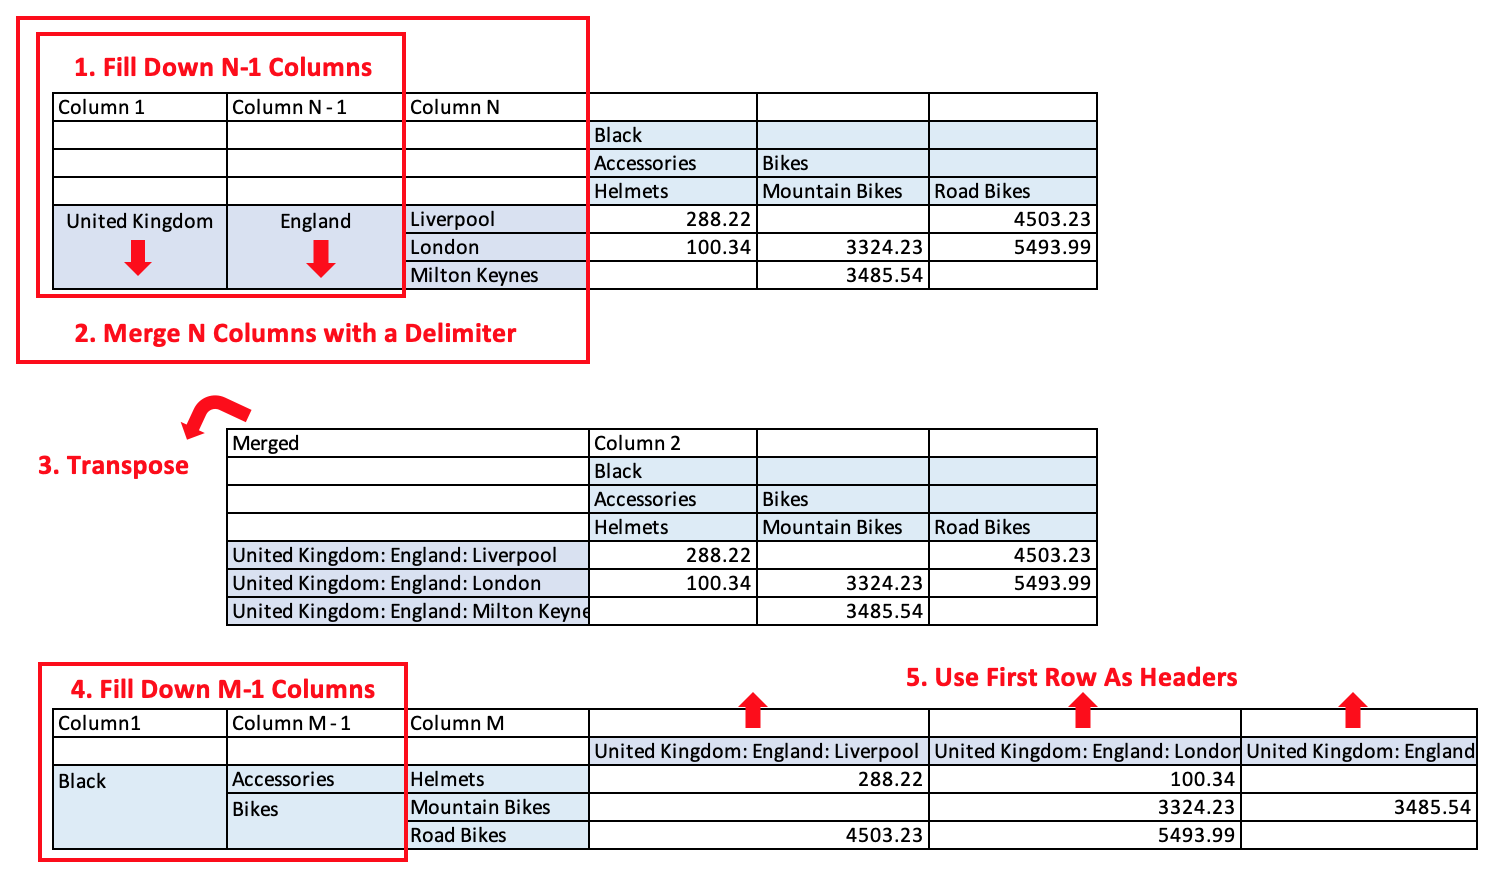 1. Fill Down N-1 Columns
Column 1 Column N - 1 Column N
Black
Accessories Bikes
Helmets Mountain Bikes Road Bikes
United Kingdom England Liverpool 288.22 4503.23
London 100.34 3324.23 5493.99
Milton Keynes 3485.54
2. Merge N Columns with a Delimiter
3. Transpose
Merged Column 2
Black
Accessories Bikes
Helmets Mountain Bikes Road Bikes
United Kingdom: England: Liverpool 288.22 4503.23
United Kingdom: England: London 100.34 3324.23 5493.99
United Kingdom: England: Milton Keyne 3485.54
4. Fill Down M-1 Columns
5. Use First Row As Headers
Column1 Column M - 1 Column M
United Kingdom: England: Liverpool United Kingdom: England: London United Kingdom: England
Black Accessories Helmets 288.22 100.34
Bikes Mountain Bikes 3324.23 3485.54
Road Bikes 4503.23 5493.99